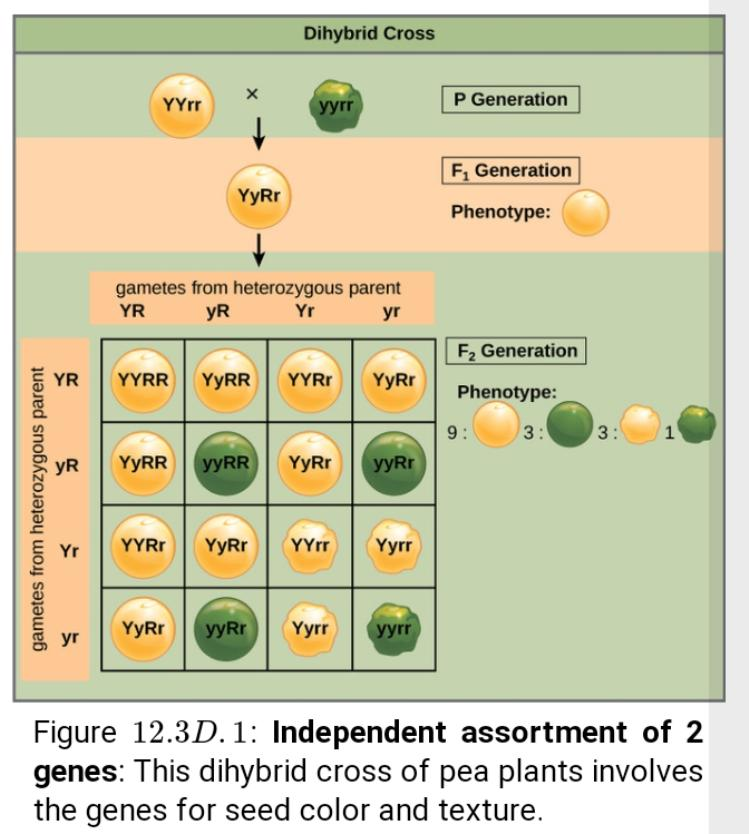 Dihybrid Cross
YYrr × yyrr P Generation
F₁ Generation
YyRr
Phenotype:
gametes from heterozygous parent
YR yR Yr yr
gametes from heterozygous parent
YR YYRR YyRR YYRr YyRr
yR YyRR yyRR YyRr yyRr
Yr YYRr YyRr YYrr Yyrr
yr YyRr yyRr Yyrr yyrr
F₂ Generation
Phenotype:
9 : 3 : 3 : 1
Figure 12.3D.1: Independent assortment of 2
genes: This dihybrid cross of pea plants involves
the genes for seed color and texture.